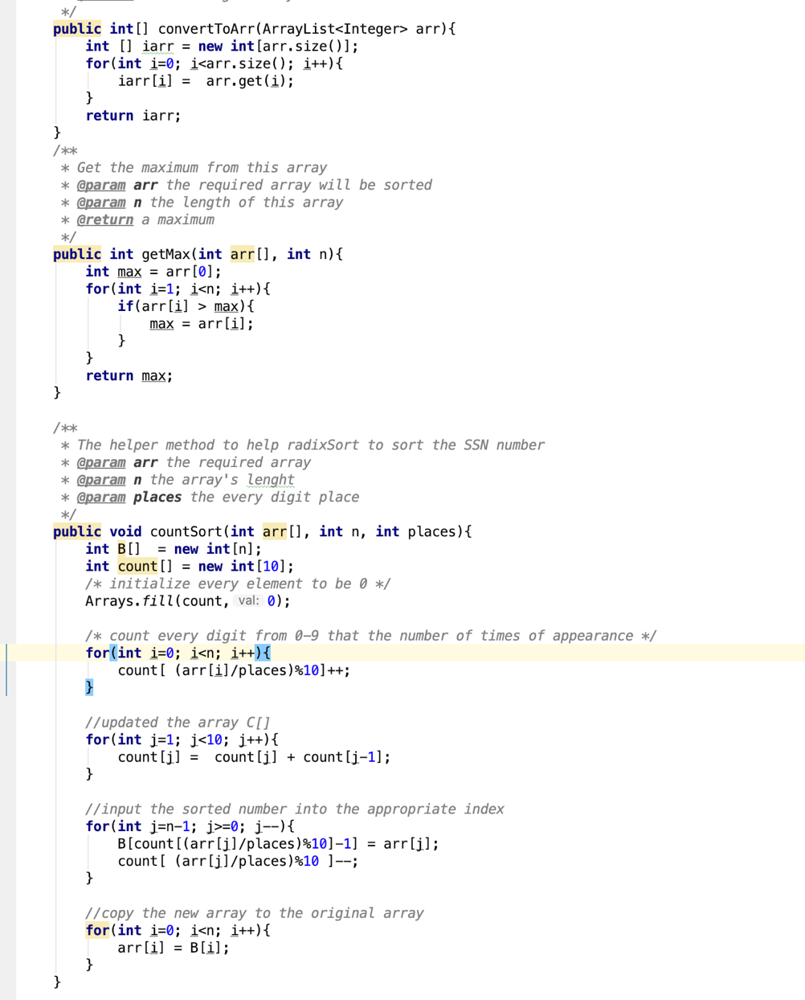 */
public int[] convertToArr(ArrayList<Integer> arr){
int [] iarr = new int[arr.size()];
for(int i=0; i<arr.size(); i++){
iarr[i] =  arr.get(i);
}
return iarr;
}
/**
* Get the maximum from this array
* @param arr the required array will be sorted
* @param n the length of this array
* @return a maximum
*/
public int getMax(int arr[], int n){
int max = arr[0];
for(int i=1; i<n; i++){
if(arr[i] > max){
max = arr[i];
}
}
return max;
}
/**
* The helper method to help radixSort to sort the SSN number
* @param arr the required array
* @param n the array's lenght
* @param places the every digit place
*/
public void countSort(int arr[], int n, int places){
int B[]  = new int[n];
int count[] = new int[10];
/* initialize every element to be 0 */
Arrays.fill(count, val: 0);
/* count every digit from 0-9 that the number of times of appearance */
for(int i=0; i<n; i++){
count[ (arr[i]/places)%10]++;
}
//updated the array C[]
for(int j=1; j<10; j++){
count[j] =  count[j] + count[j-1];
}
//input the sorted number into the appropriate index
for(int j=n-1; j>=0; j--){
B[count[(arr[j]/places)%10]-1] = arr[j];
count[ (arr[j]/places)%10 ]--;
}
//copy the new array to the original array
for(int i=0; i<n; i++){
arr[i] = B[i];
}
}